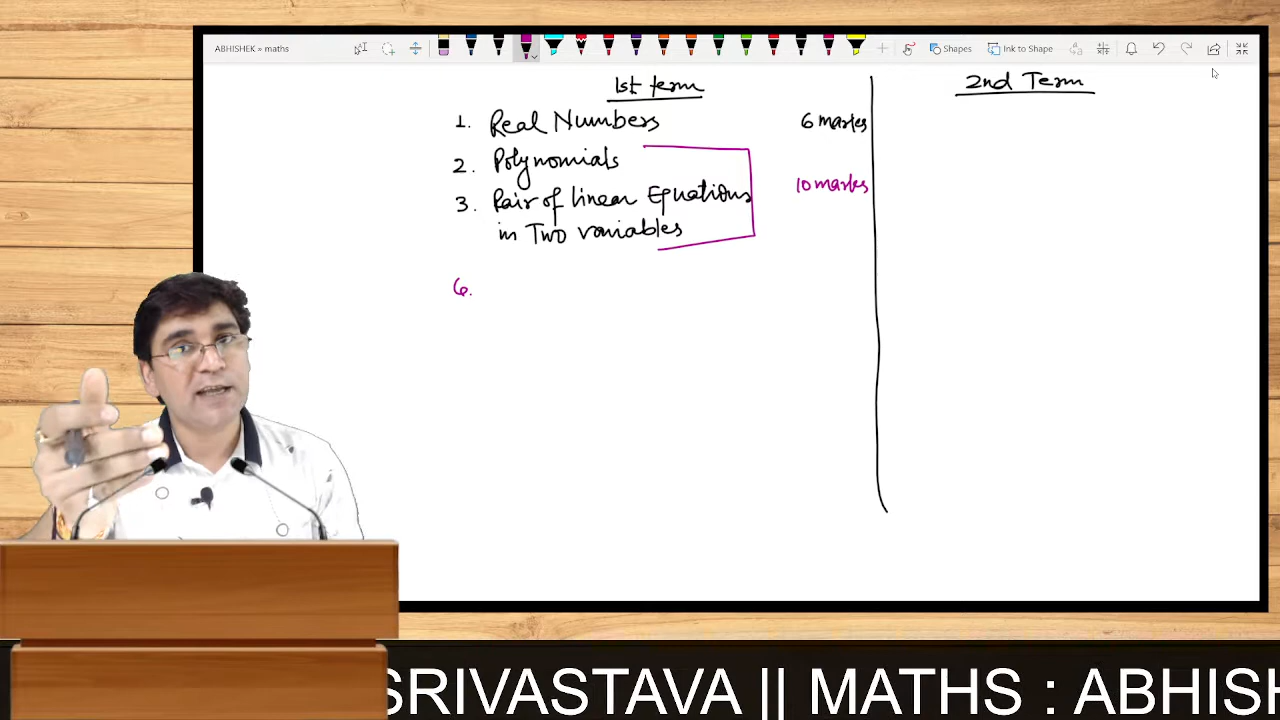 ABHISHEK » maths
Shapes
Ink to Shape
1st term
2nd Term
1. Real Numbers 6 marks
2. Polynomials
3. Pair of linear Equations 10 marks
in Two variables
6.
SRIVASTAVA || MATHS : ABHISH